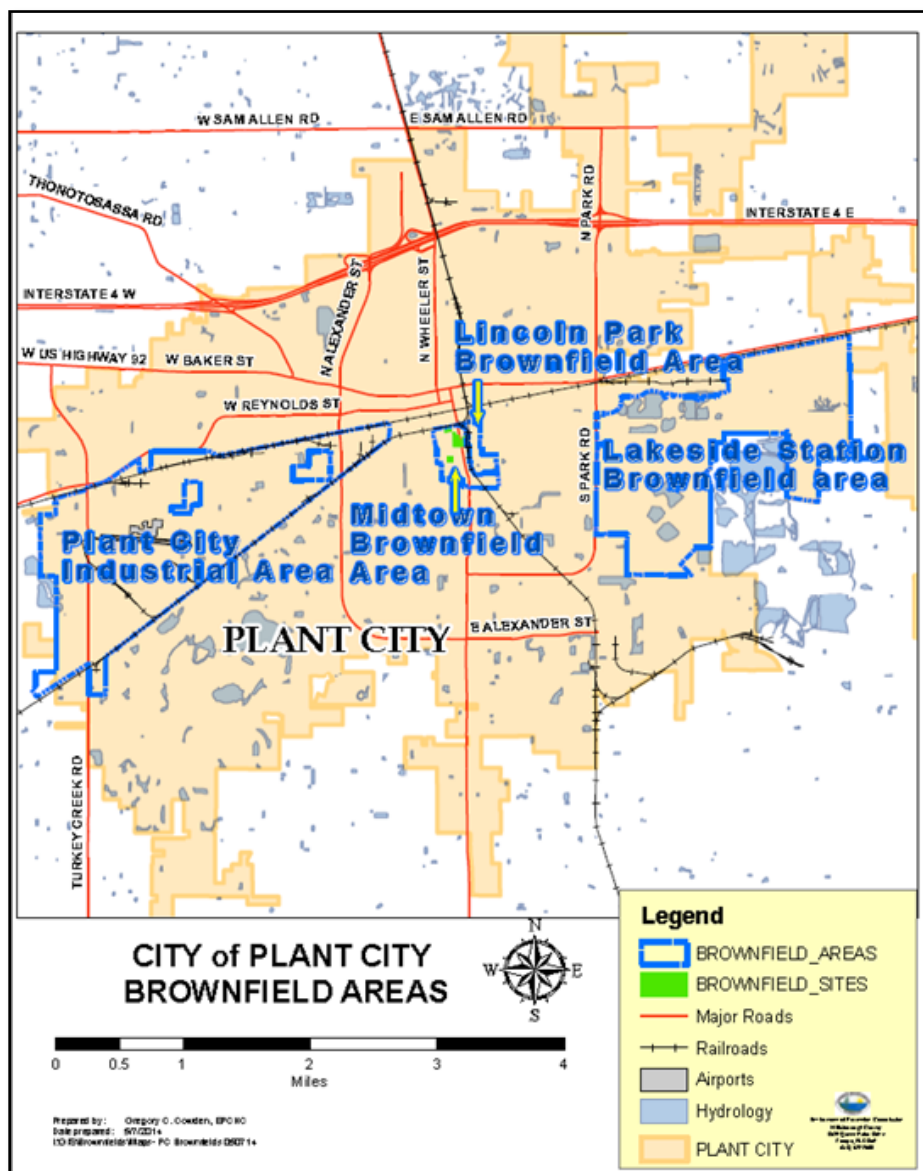 W SAM ALLEN RD
E SAM ALLEN RD
THONOTOSASSA RD
N PARK RD
INTERSTATE 4 E
INTERSTATE 4 W
N ALEXANDER ST
N WHEELER ST
W US HIGHWAY 92
W BAKER ST
Lincoln Park
Brownfield Area
W REYNOLDS ST
S PARK RD
Lakeside Station
Brownfield area
Plant City
Industrial Area
Midtown
Brownfield
Area
PLANT CITY
E ALEXANDER ST
TURKEY CREEK RD
CITY of PLANT CITY
BROWNFIELD AREAS
N
W E
S
0 0.5 1 2 3 4
Miles
Prepared by: Gregory C. Cowden, EPCHC
Date prepared:
Legend
BROWNFIELD_AREAS
BROWNFIELD_SITES
Major Roads
Railroads
Airports
Hydrology
PLANT CITY